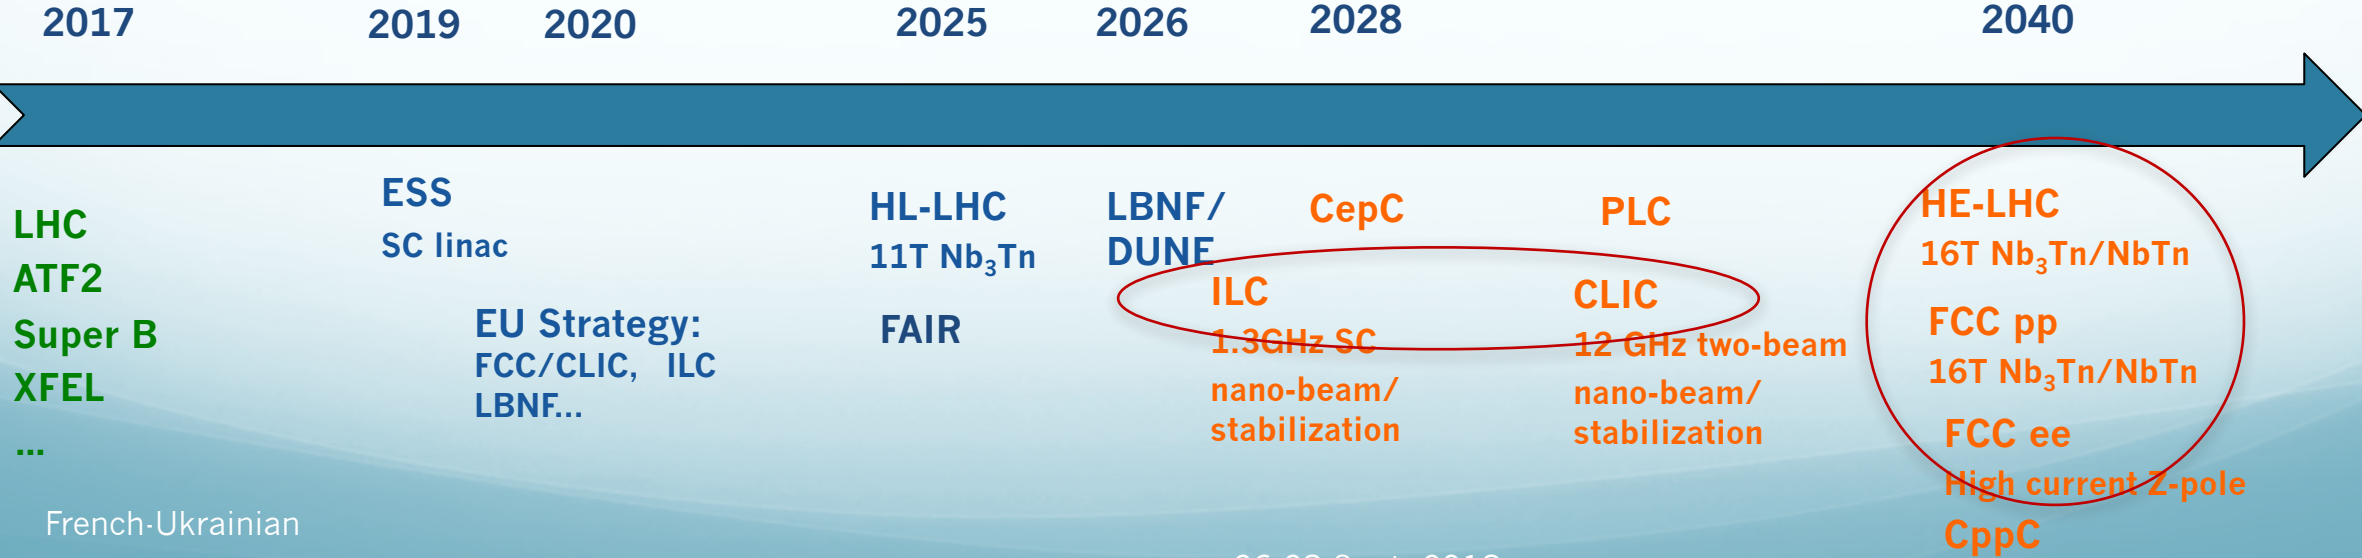 2017 2019 2020 2025 2026 2028 2040
LHC
ATF2
Super B
XFEL
...
ESS
SC linac
EU Strategy:
FCC/CLIC, ILC
LBNF...
HL-LHC
11T Nb₃Tn
FAIR
LBNF/
DUNE
CepC
ILC
1.3GHz SC
nano-beam/
stabilization
PLC
CLIC
12 GHz two-beam
nano-beam/
stabilization
HE-LHC
16T Nb₃Tn/NbTn
FCC pp
16T Nb₃Tn/NbTn
FCC ee
High current Z-pole
CppC
French-Ukrainian